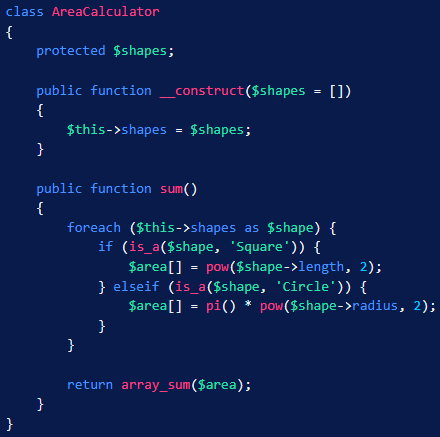 class AreaCalculator
{
    protected $shapes;

    public function __construct($shapes = [])
    {
        $this->shapes = $shapes;
    }

    public function sum()
    {
        foreach ($this->shapes as $shape) {
            if (is_a($shape, 'Square')) {
                $area[] = pow($shape->length, 2);
            } elseif (is_a($shape, 'Circle')) {
                $area[] = pi() * pow($shape->radius, 2);
            }
        }

        return array_sum($area);
    }
}